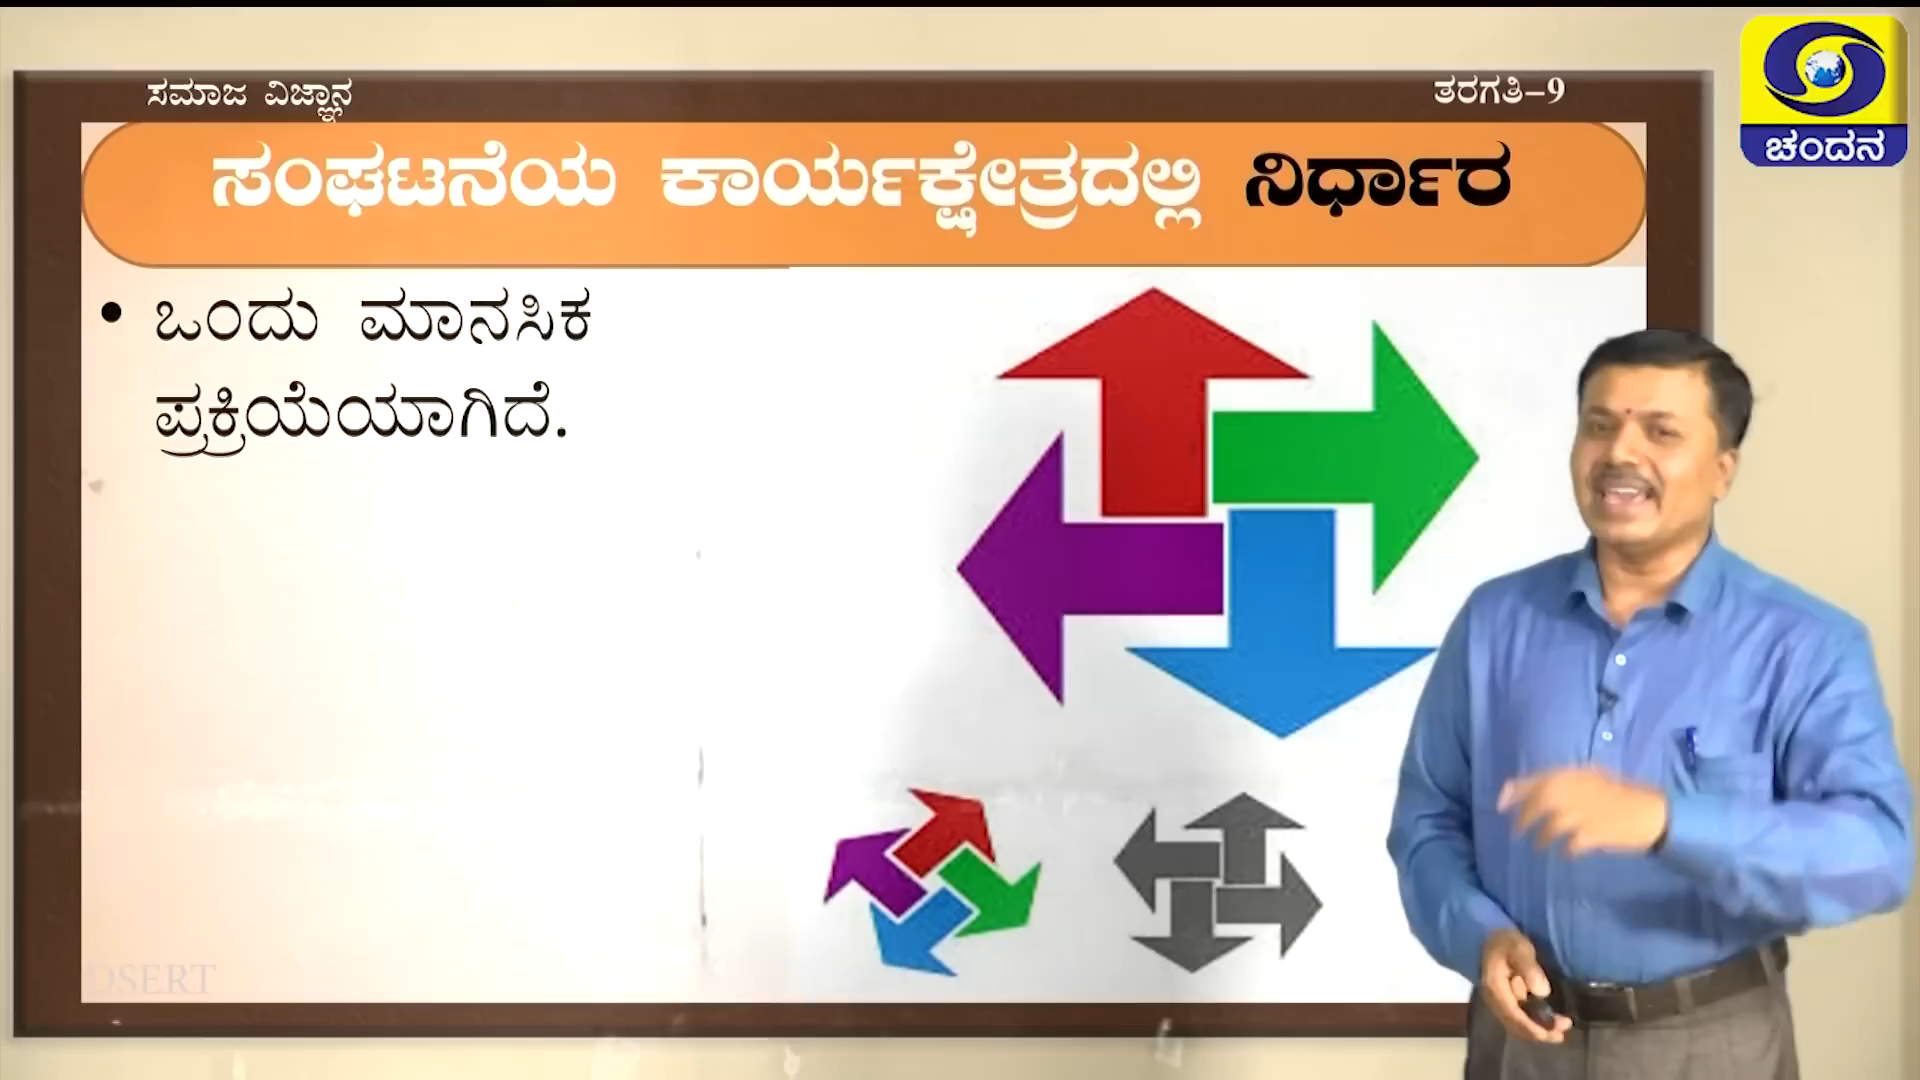 ಸಮಾಜ ವಿಜ್ಞಾನ
ತರಗತಿ-9
ಚಂದನ
ಸಂಘಟನೆಯ ಕಾರ್ಯಕ್ಷೇತ್ರದಲ್ಲಿ ನಿರ್ಧಾರ
• ಒಂದು ಮಾನಸಿಕ
ಪ್ರಕ್ರಿಯೆಯಾಗಿದೆ.
DSERT